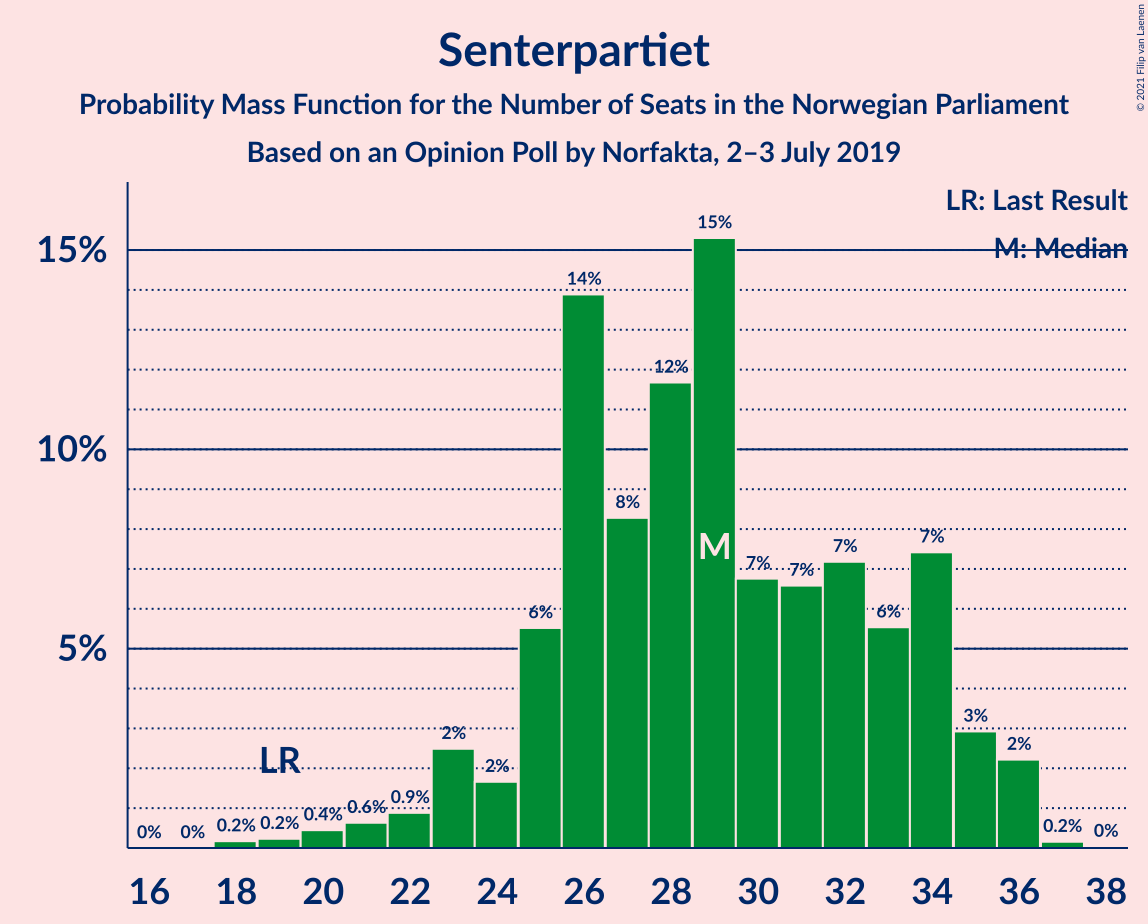 Senterpartiet
Probability Mass Function for the Number of Seats in the Norwegian Parliament
Based on an Opinion Poll by Norfakta, 2–3 July 2019
© 2021 Filip van Laenen
LR: Last Result
M: Median
15%
10%
5%
0% 0% 0.2% 0.2% 0.4% 0.6% 0.9% 2% 2% 6% 14% 8% 12% 15% 7% 7% 7% 6% 7% 3% 2% 0.2% 0%
LR
M
16 18 20 22 24 26 28 30 32 34 36 38